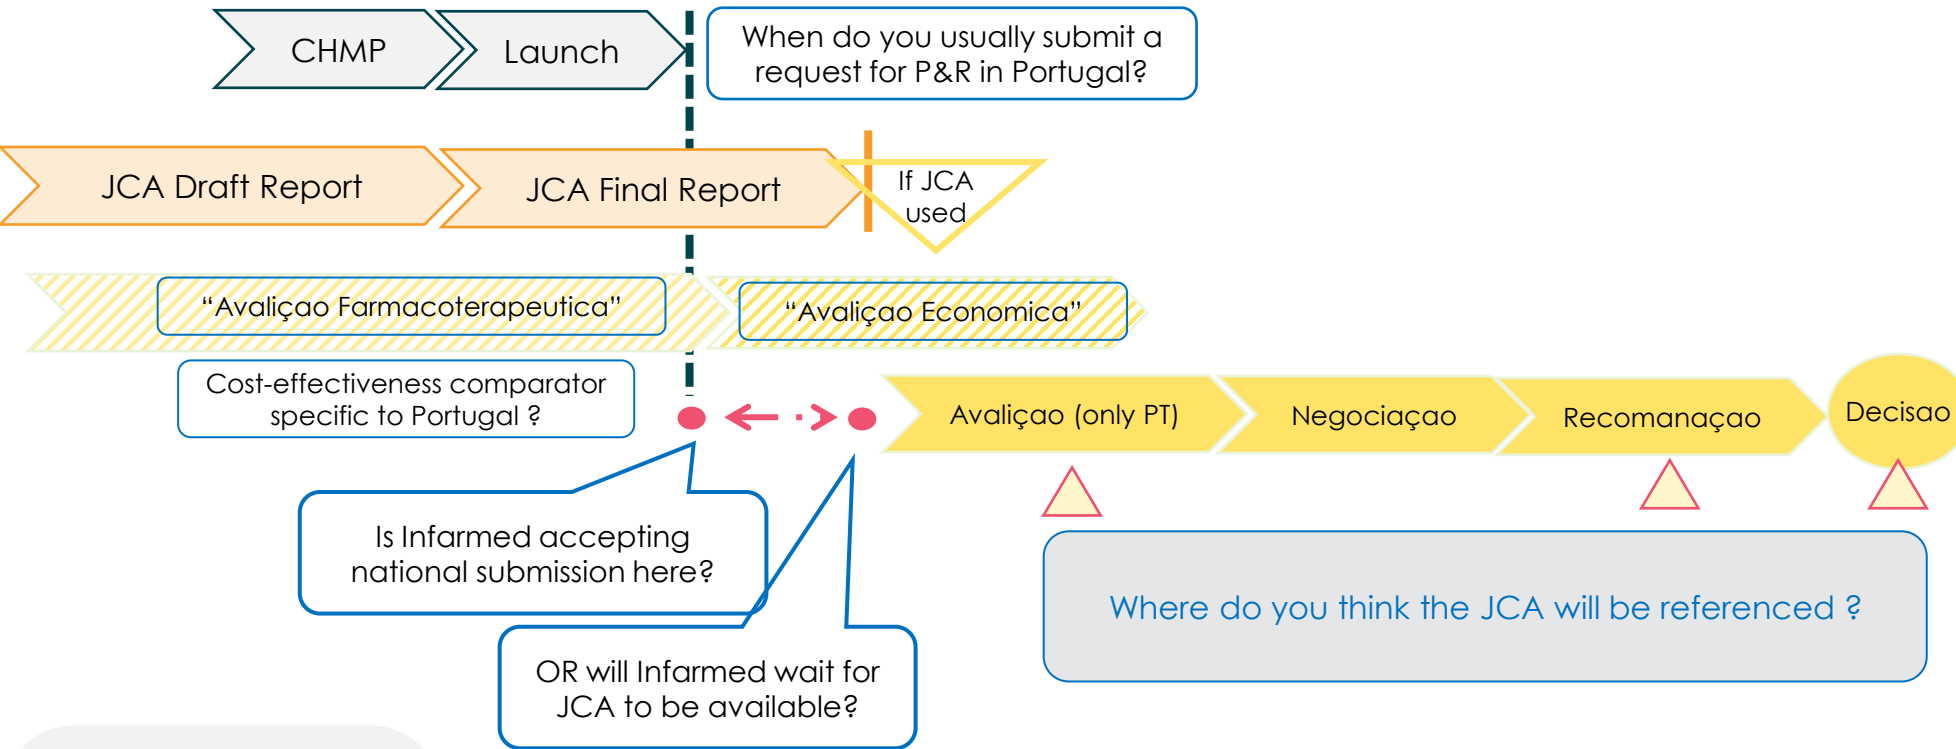 CHMP
Launch
When do you usually submit a
request for P&R in Portugal?
JCA Draft Report
JCA Final Report
If JCA
used
“Avaliçao Farmacoterapeutica”
“Avaliçao Economica”
Cost-effectiveness comparator
specific to Portugal ?
Avaliçao (only PT)
Negociaçao
Recomanaçao
Decisao
Is Infarmed accepting
national submission here?
OR will Infarmed wait for
JCA to be available?
Where do you think the JCA will be referenced ?